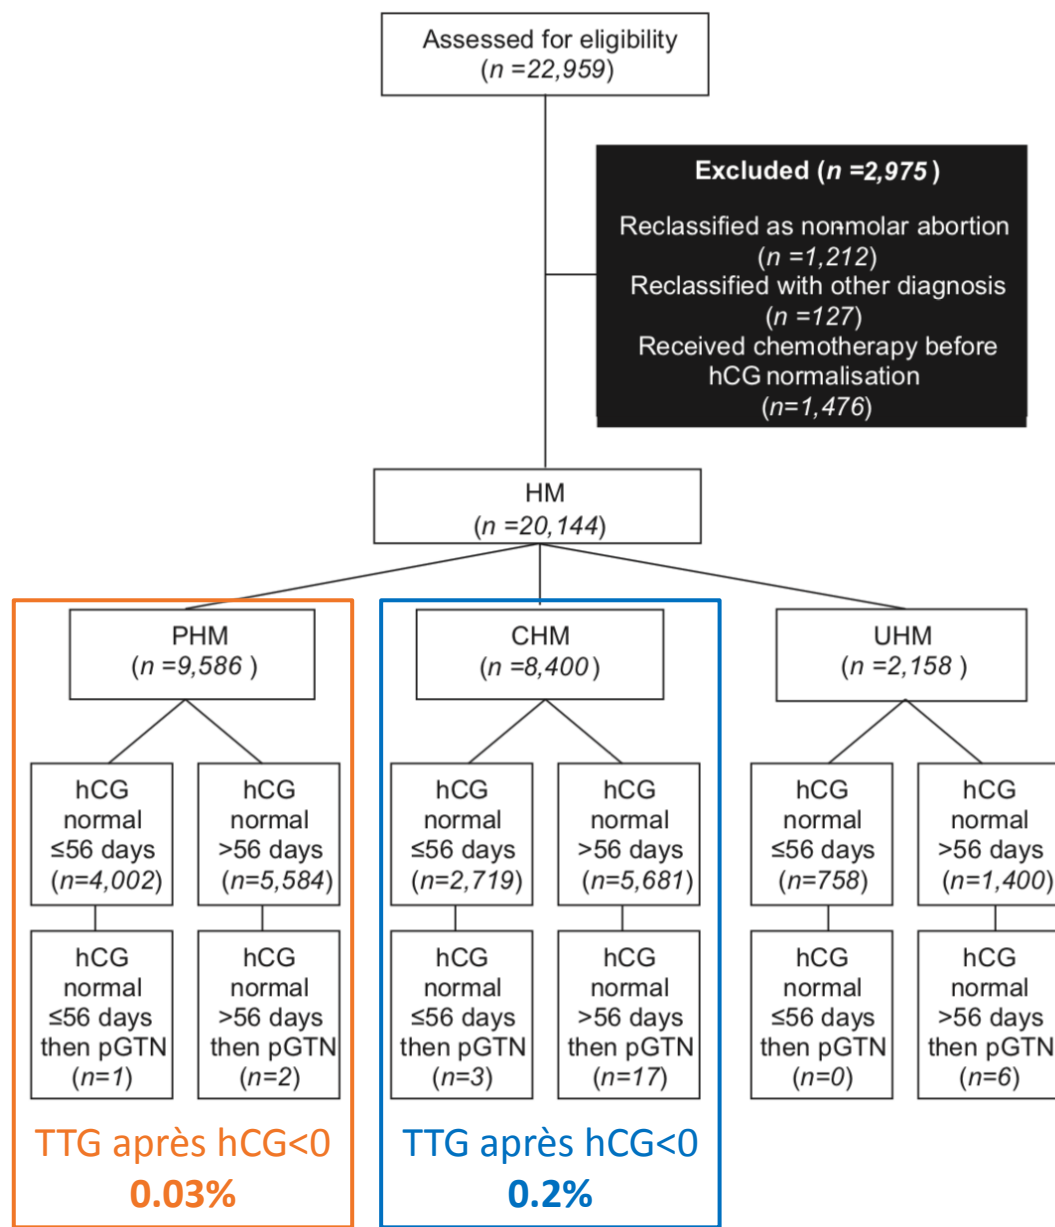 Assessed for eligibility
(n =22,959)
Excluded (n =2,975 )
Reclassified as nonmolar abortion
(n =1,212)
Reclassified with other diagnosis
(n =127)
Received chemotherapy before
hCG normalisation
(n=1,476)
HM
(n =20,144)
PHM
(n =9,586 )
CHM
(n =8,400 )
UHM
(n =2,158 )
hCG
normal
≤56 days
(n=4,002)
hCG
normal
>56 days
(n=5,584)
hCG
normal
≤56 days
(n=2,719)
hCG
normal
>56 days
(n=5,681)
hCG
normal
≤56 days
(n=758)
hCG
normal
>56 days
(n=1,400)
hCG
normal
≤56 days
then pGTN
(n=1)
hCG
normal
>56 days
then pGTN
(n=2)
hCG
normal
≤56 days
then pGTN
(n=3)
hCG
normal
>56 days
then pGTN
(n=17)
hCG
normal
≤56 days
then pGTN
(n=0)
hCG
normal
>56 days
then pGTN
(n=6)
TTG après hCG<0
0.03%
TTG après hCG<0
0.2%